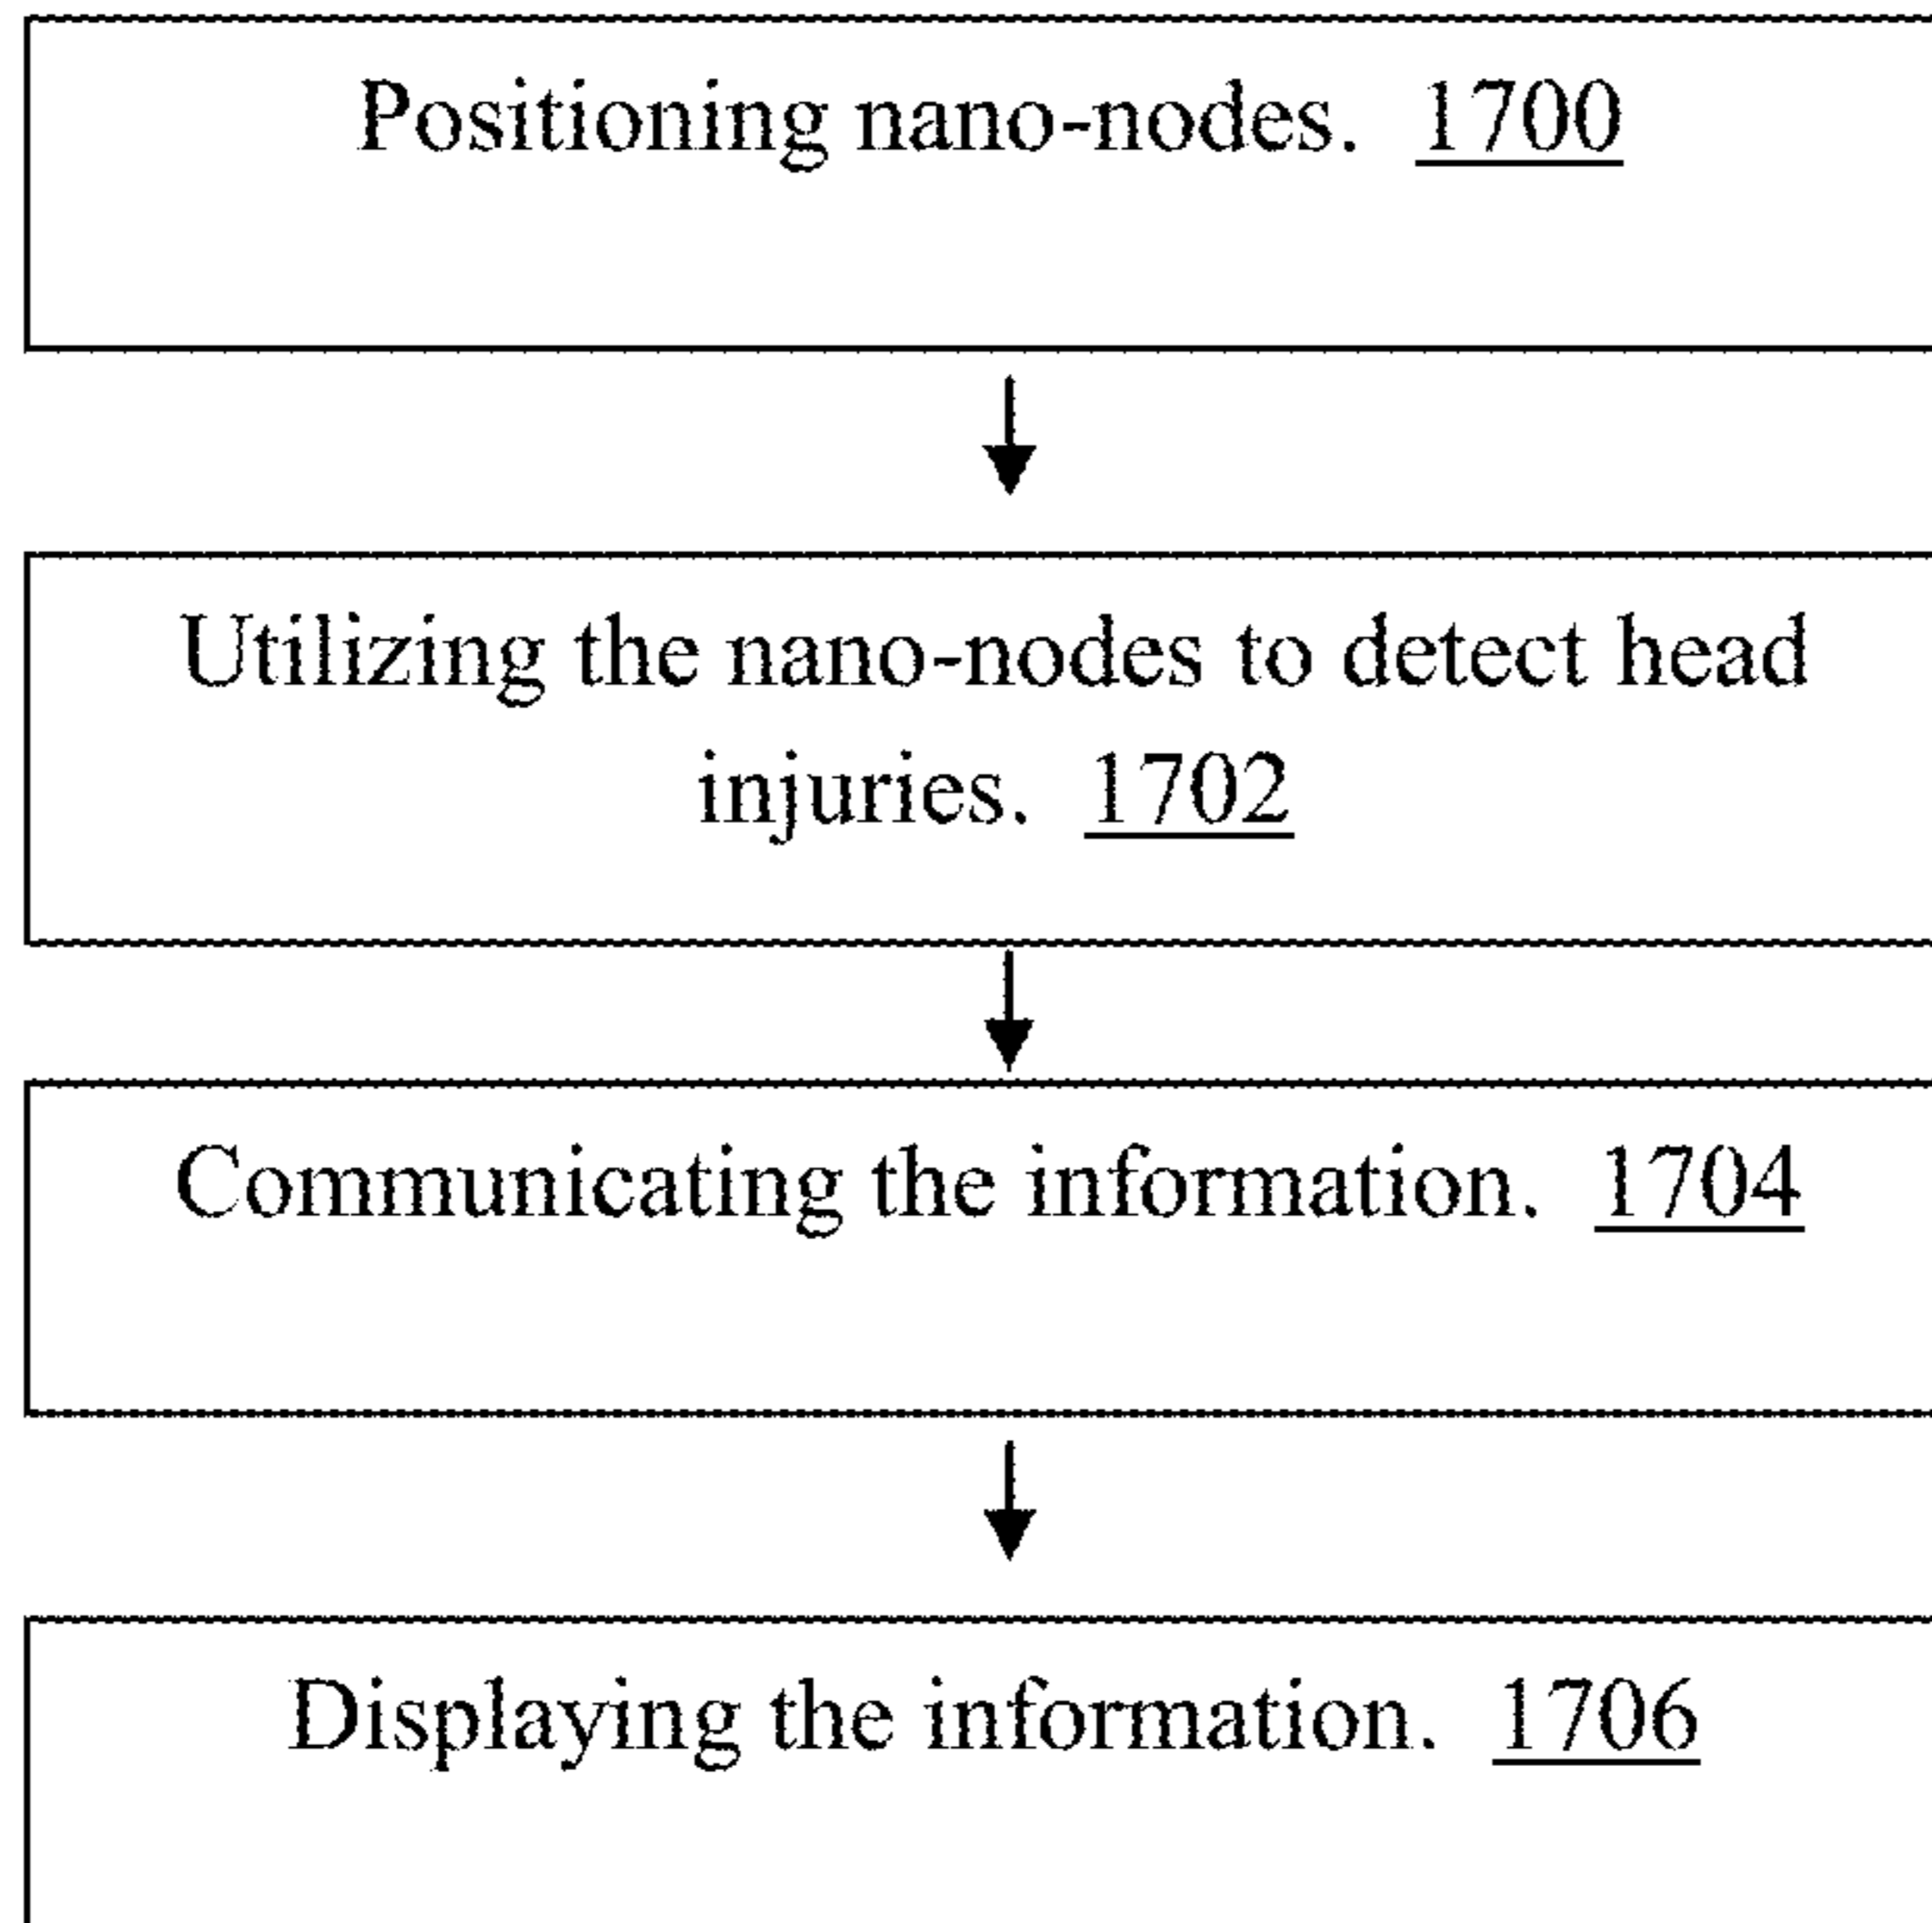 Positioning nano-nodes. 1700
Utilizing the nano-nodes to detect head
injuries. 1702
Communicating the information. 1704
Displaying the information. 1706